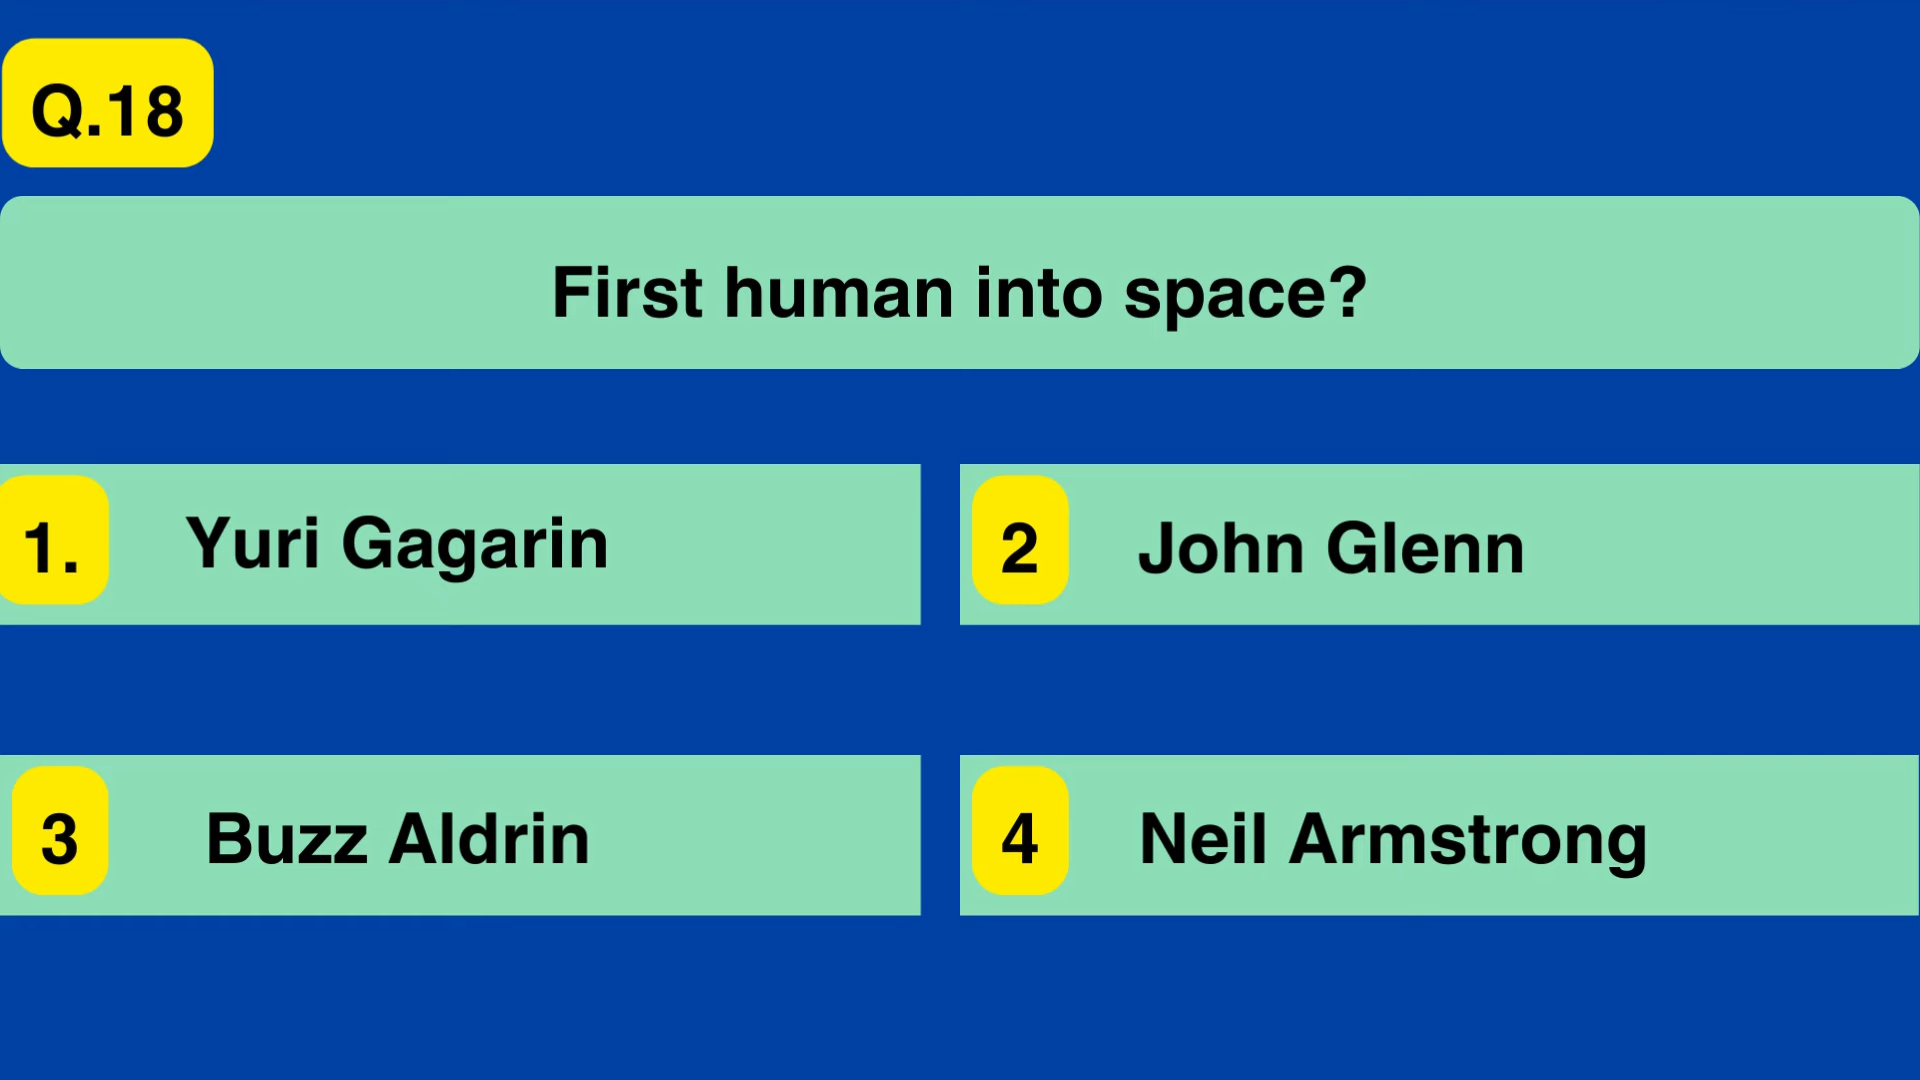 Q.18
First human into space?
1. Yuri Gagarin
2 John Glenn
3 Buzz Aldrin
4 Neil Armstrong